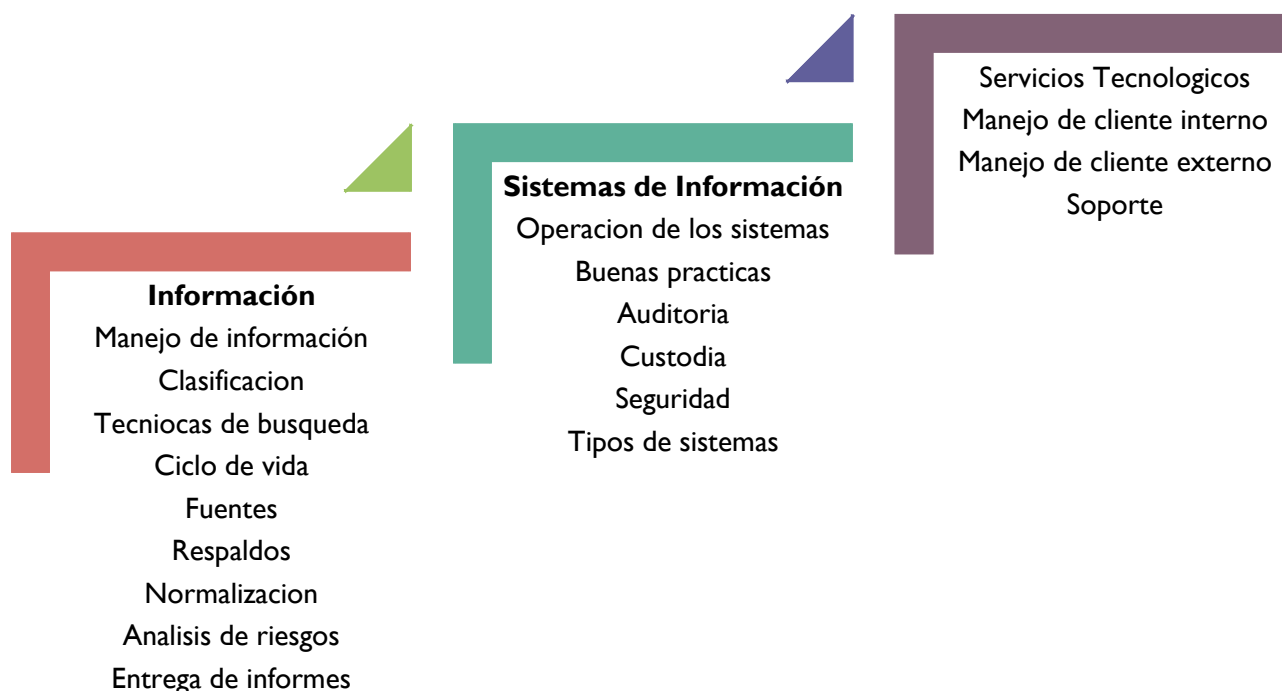 Información
Manejo de información
Clasificacion
Tecniocas de busqueda
Ciclo de vida
Fuentes
Respaldos
Normalizacion
Analisis de riesgos
Entrega de informes
Sistemas de Información
Operacion de los sistemas
Buenas practicas
Auditoria
Custodia
Seguridad
Tipos de sistemas
Servicios Tecnologicos
Manejo de cliente interno
Manejo de cliente externo
Soporte